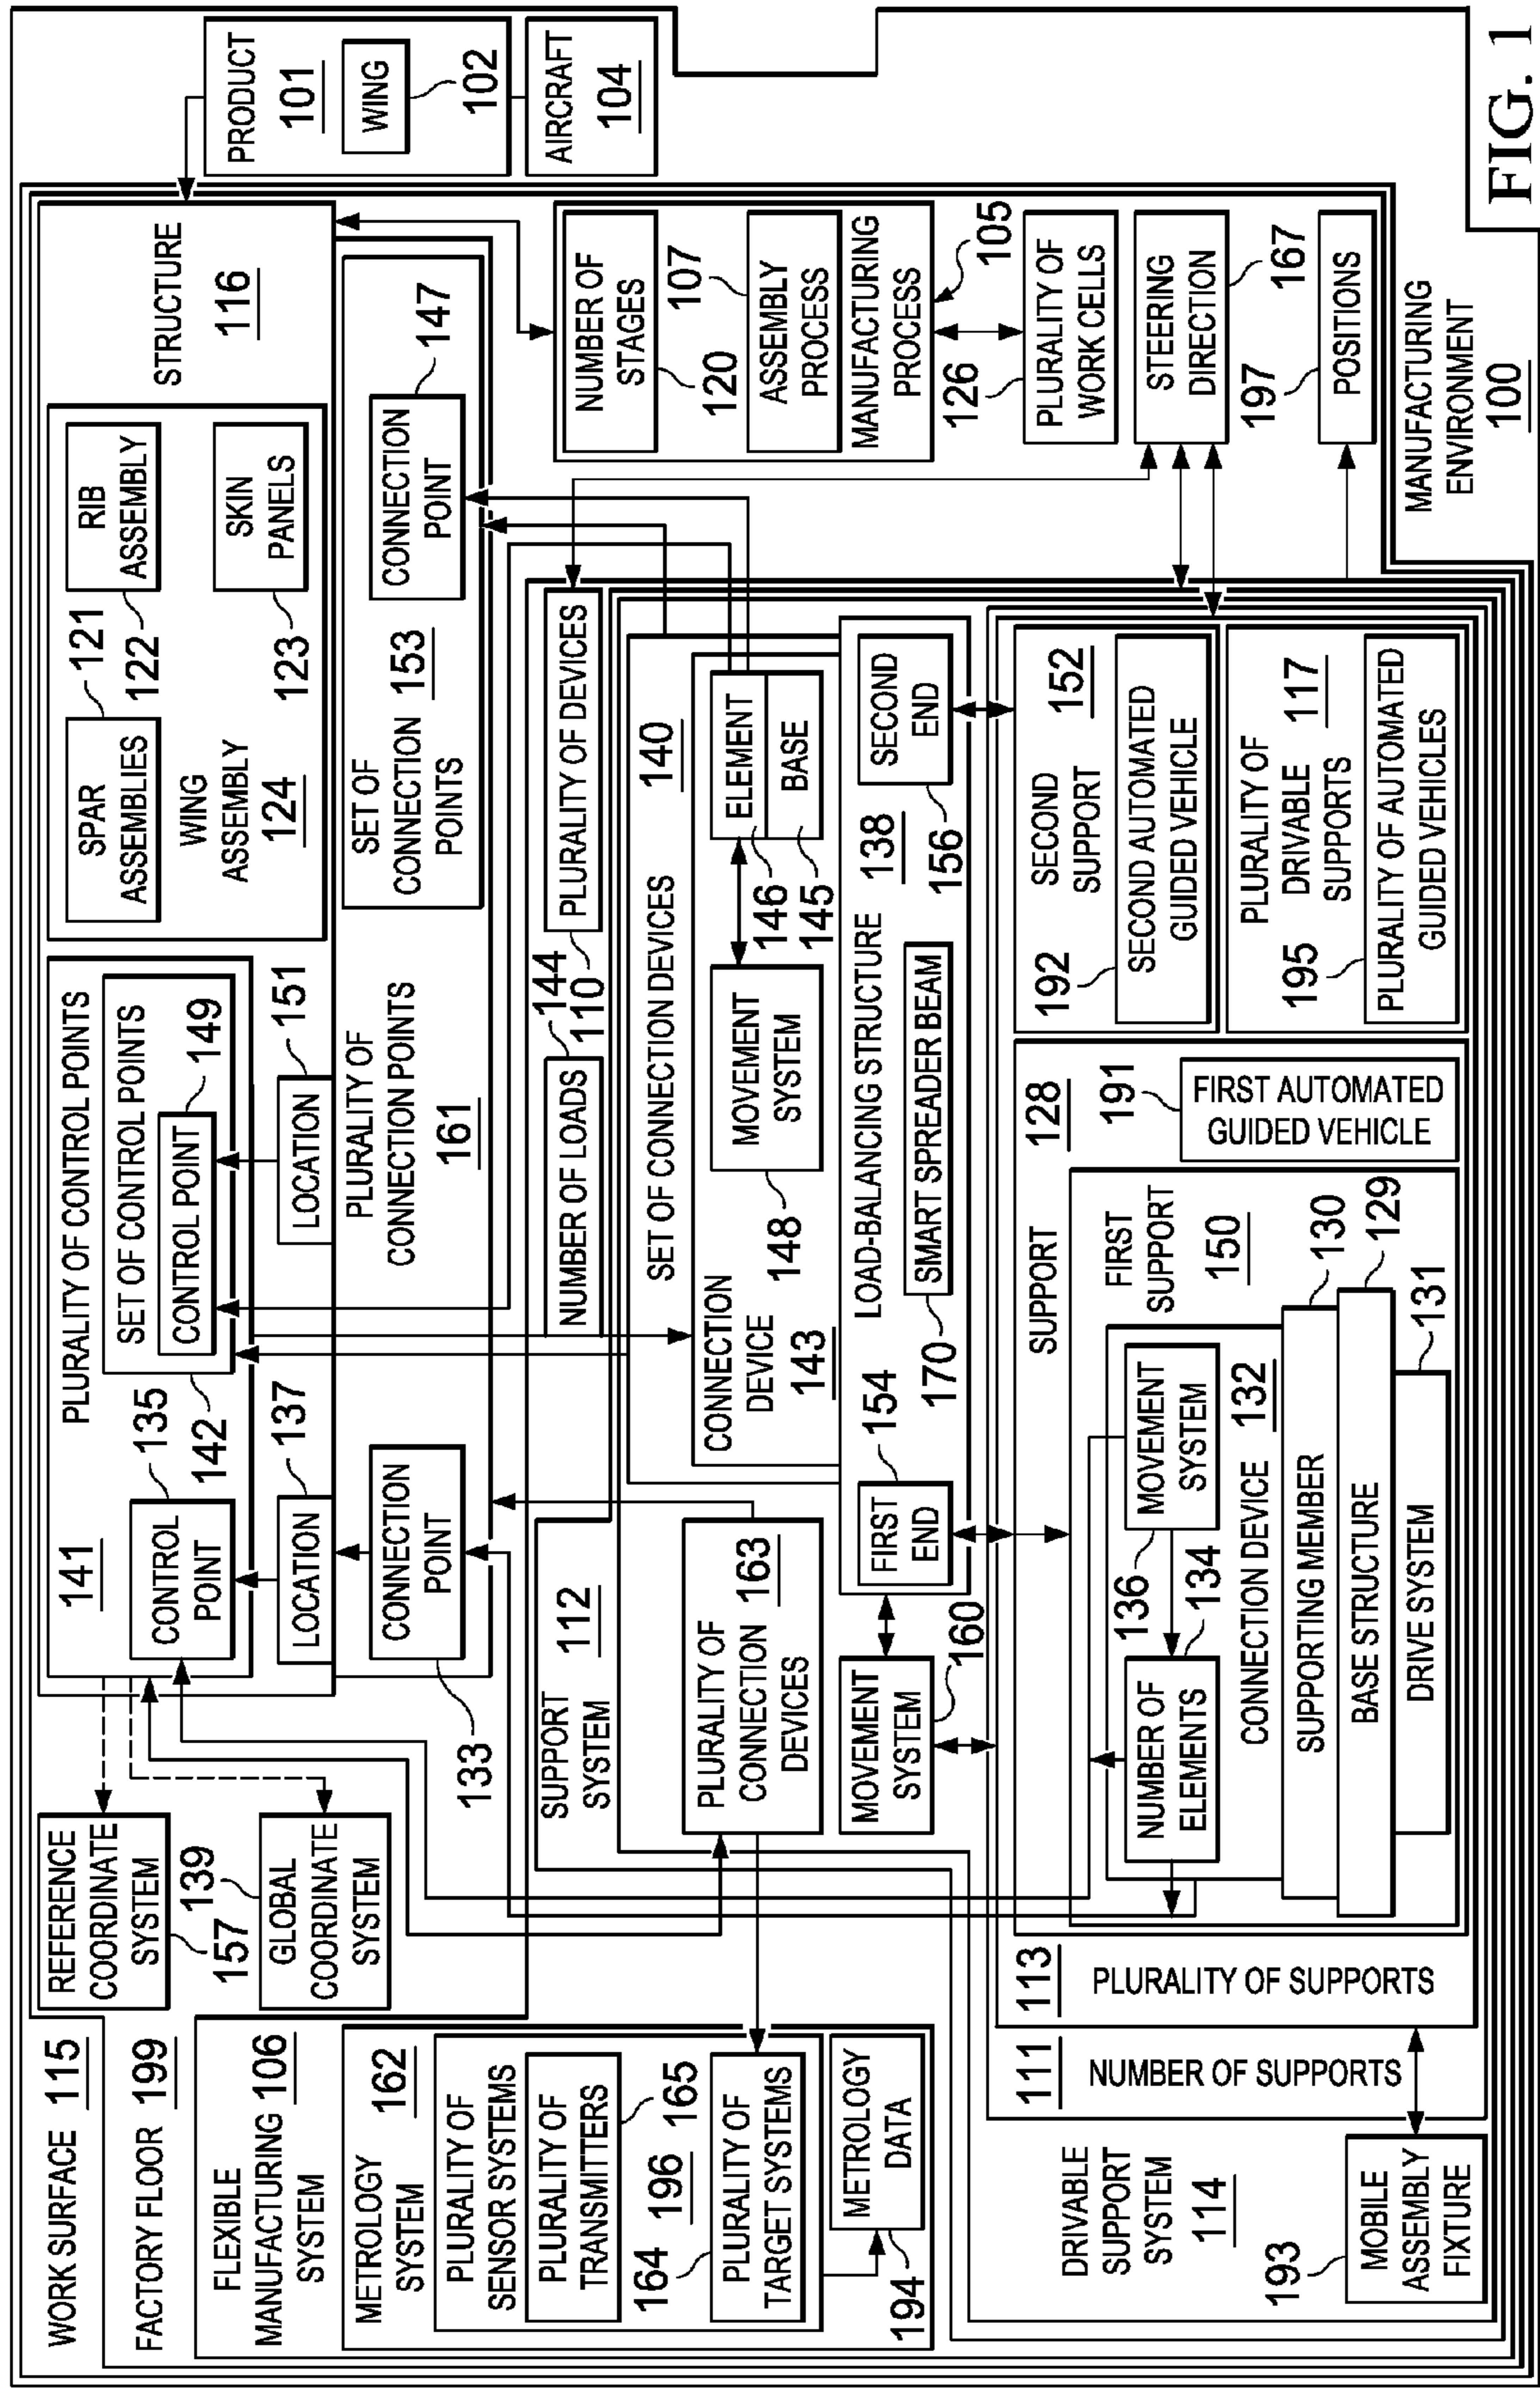 WORK SURFACE 115
FACTORY FLOOR 199
FLEXIBLE
MANUFACTURING 106
SYSTEM
METROLOGY
SYSTEM
162
PLURALITY OF
SENSOR SYSTEMS
PLURALITY OF
TRANSMITTERS
165
196
164
PLURALITY OF
TARGET SYSTEMS
METROLOGY
DATA
194
REFERENCE
COORDINATE
SYSTEM
157
139
GLOBAL
COORDINATE
SYSTEM
141
PLURALITY OF CONTROL POINTS
CONTROL
POINT
135
142
SET OF CONTROL POINTS
CONTROL POINT
149
LOCATION
137
LOCATION
151
CONNECTION
POINT
133
PLURALITY OF
CONNECTION POINTS
161
SPAR
ASSEMBLIES
121
RIB
ASSEMBLY
122
SKIN
PANELS
123
WING
ASSEMBLY
124
STRUCTURE
116
SET OF
CONNECTION
POINTS
153
CONNECTION
POINT
147
PRODUCT
101
WING
102
AIRCRAFT
104
NUMBER OF
STAGES
120
107
ASSEMBLY
PROCESS
MANUFACTURING
PROCESS
105
126
PLURALITY OF
WORK CELLS
STEERING
DIRECTION
167
197
POSITIONS
MANUFACTURING
ENVIRONMENT
100
SUPPORT
SYSTEM
112
NUMBER OF LOADS
144
110
PLURALITY OF DEVICES
PLURALITY OF
CONNECTION
DEVICES
163
SET OF CONNECTION DEVICES
140
CONNECTION
DEVICE
143
MOVEMENT
SYSTEM
148
ELEMENT
BASE
146
145
MOVEMENT
SYSTEM
160
FIRST
END
154
LOAD-BALANCING STRUCTURE
138
170
SMART SPREADER BEAM
156
SECOND
END
DRIVABLE
SUPPORT
SYSTEM
114
193
MOBILE
ASSEMBLY
FIXTURE
111
NUMBER OF SUPPORTS
113
PLURALITY OF SUPPORTS
SUPPORT
128
FIRST
SUPPORT
150
MOVEMENT
SYSTEM
136
134
NUMBER OF
ELEMENTS
CONNECTION DEVICE 132
SUPPORTING MEMBER
130
BASE STRUCTURE
129
DRIVE SYSTEM
131
191
FIRST AUTOMATED
GUIDED VEHICLE
SECOND
SUPPORT
152
192
SECOND AUTOMATED
GUIDED VEHICLE
PLURALITY OF
DRIVABLE
SUPPORTS
117
195
PLURALITY OF AUTOMATED
GUIDED VEHICLES
FIG. 1